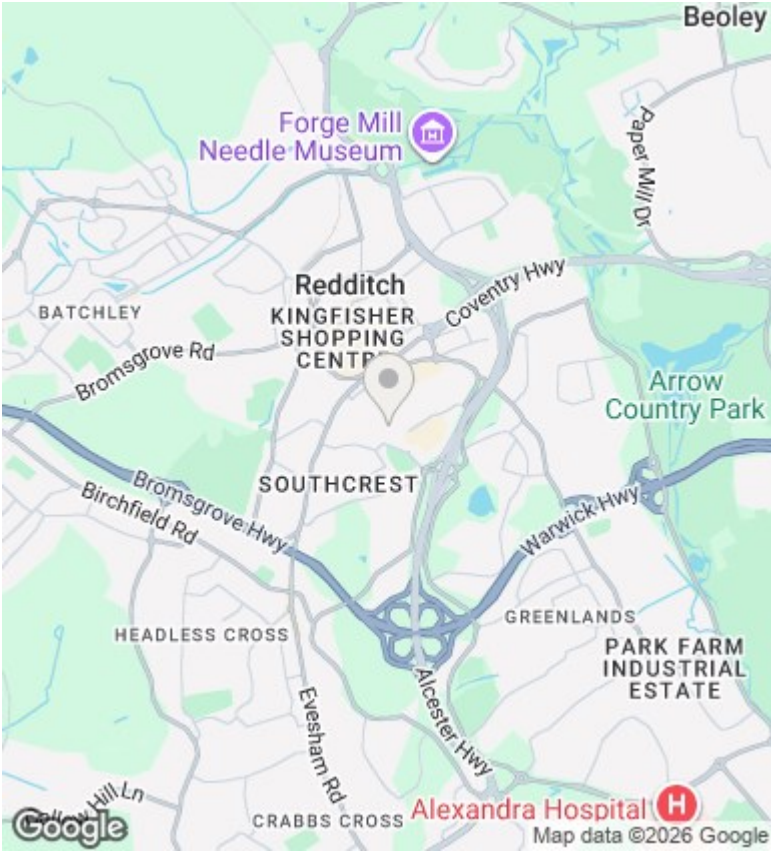 Beoley
Forge Mill
Needle Museum
Paper Mill Dr
Redditch
Coventry Hwy
KINGFISHER
SHOPPING
CENTRE
BATCHLEY
Bromsgrove Rd
Arrow
Country Park
SOUTHCREST
Bromsgrove Hwy
Birchfield Rd
Warwick Hwy
GREENLANDS
HEADLESS CROSS
PARK FARM
INDUSTRIAL
ESTATE
Evesham Rd
Alcester Hwy
Hill Ln
CRABBS CROSS
Alexandra Hospital
H
Google
Map data ©2026 Google